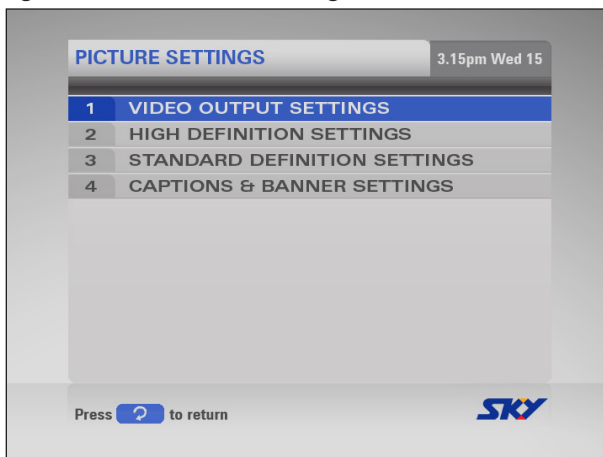 PICTURE SETTINGS
3.15pm Wed 15
1 VIDEO OUTPUT SETTINGS
2 HIGH DEFINITION SETTINGS
3 STANDARD DEFINITION SETTINGS
4 CAPTIONS & BANNER SETTINGS
Press to return
SKY